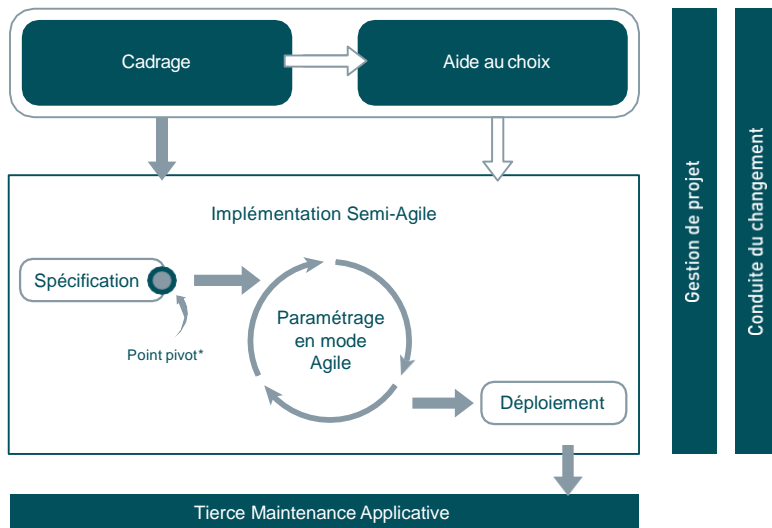 Cadrage
Aide au choix
Implémentation Semi-Agile
Spécification
Point pivot*
Paramétrage
en mode
Agile
Déploiement
Tierce Maintenance Applicative
Gestion de projet
Conduite du changement